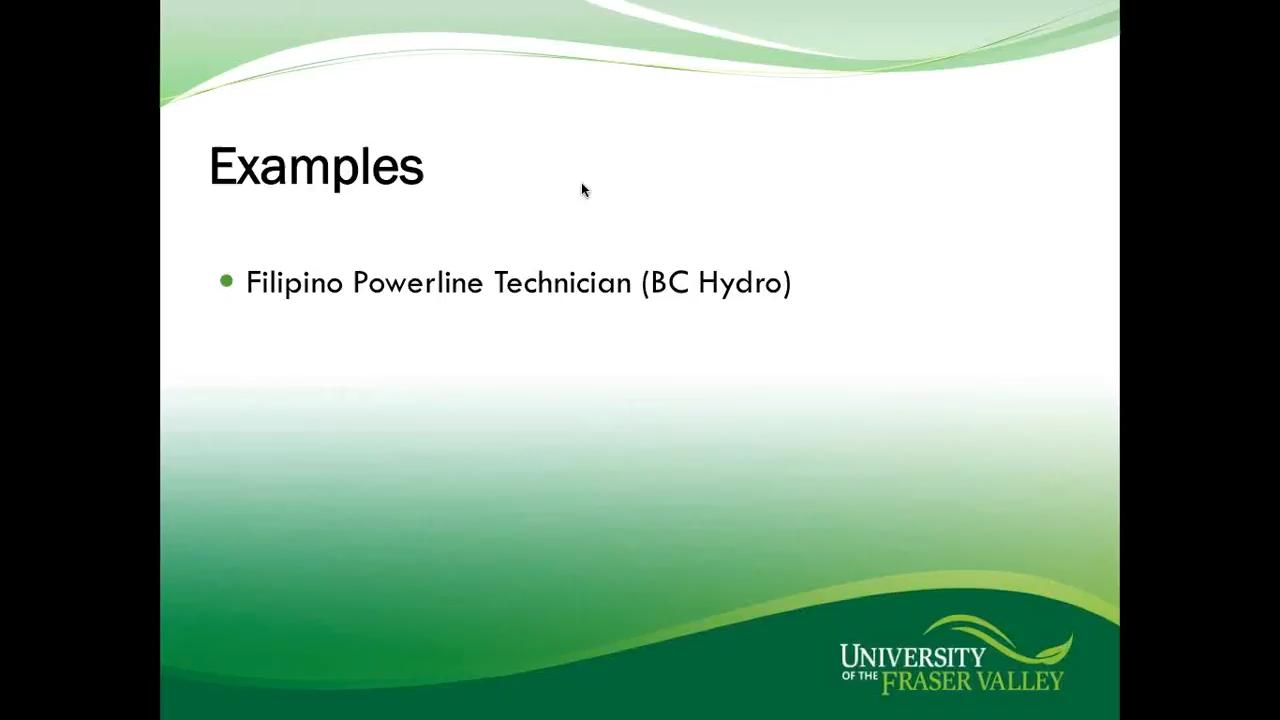 Examples
Filipino Powerline Technician (BC Hydro)
UNIVERSITY
OF THE FRASER VALLEY